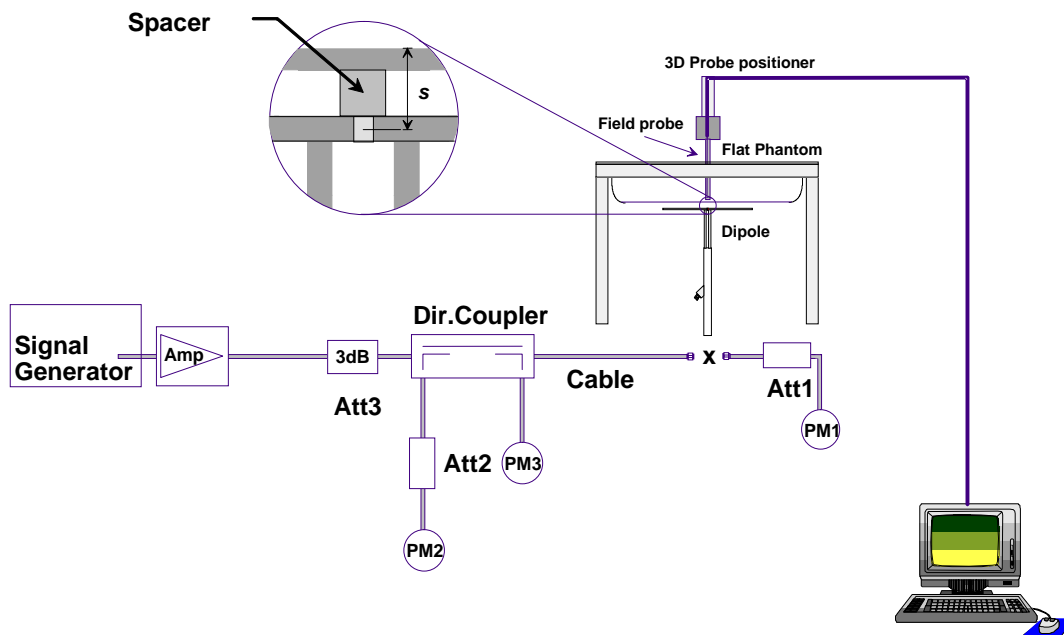 Spacer
s
3D Probe positioner
Field probe
Flat Phantom
Dipole
Dir.Coupler
Signal
Generator
Amp
3dB
Cable
X
Att1
Att3
PM1
Att2
PM3
PM2